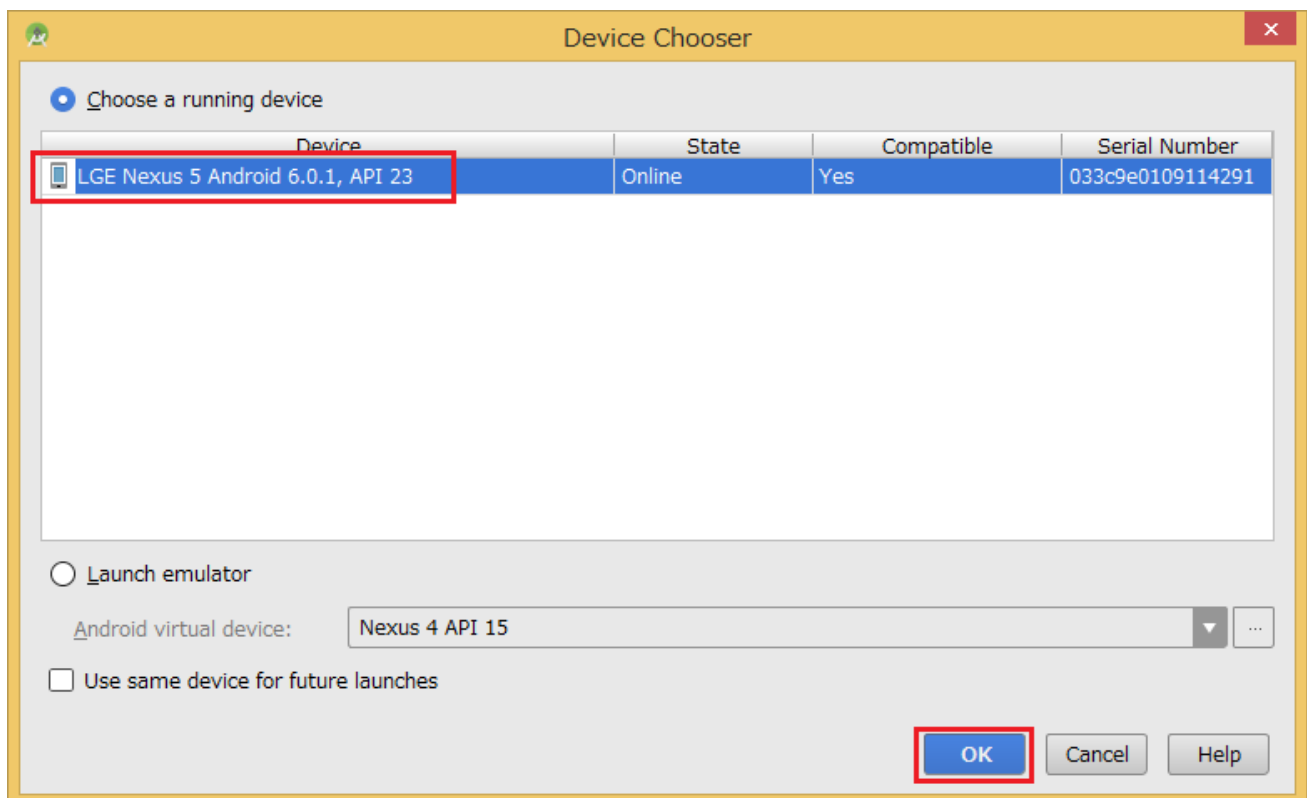 Device Chooser
Choose a running device
Device State Compatible Serial Number
LGE Nexus 5 Android 6.0.1, API 23 Online Yes 033c9e0109114291
Launch emulator
Android virtual device: Nexus 4 API 15 ...
Use same device for future launches
OK Cancel Help